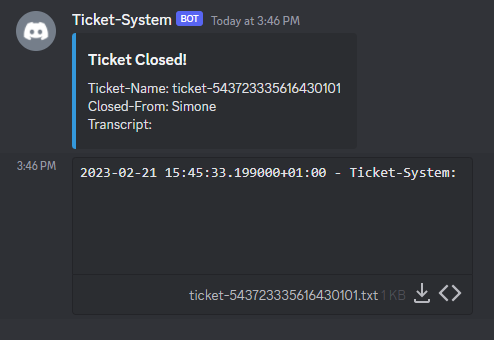 Ticket-System BOT Today at 3:46 PM
Ticket Closed!
Ticket-Name: ticket-543723335616430101
Closed-From: Simone
Transcript:
3:46 PM
2023-02-21 15:45:33.199000+01:00 - Ticket-System:
ticket-543723335616430101.txt 1 KB